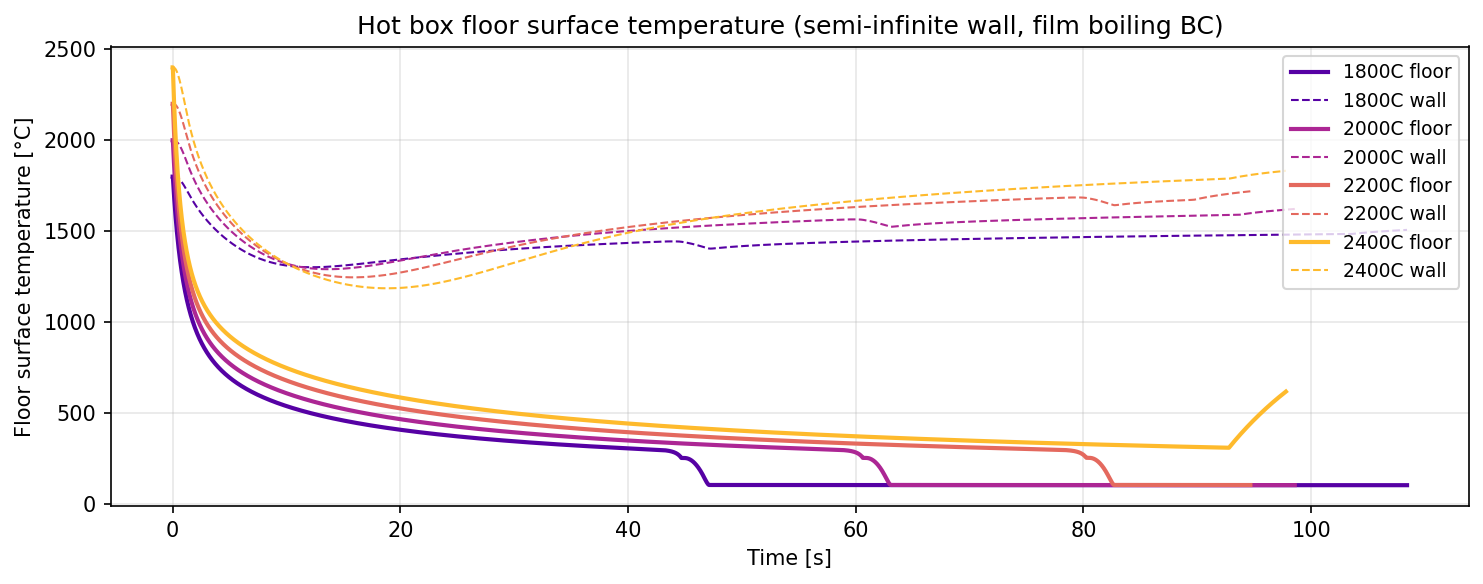 Hot box floor surface temperature (semi-infinite wall, film boiling BC)
2500
2000
1500
1000
500
0
Floor surface temperature [°C]
1800C floor
1800C wall
2000C floor
2000C wall
2200C floor
2200C wall
2400C floor
2400C wall
0
20
40
60
80
100
Time [s]